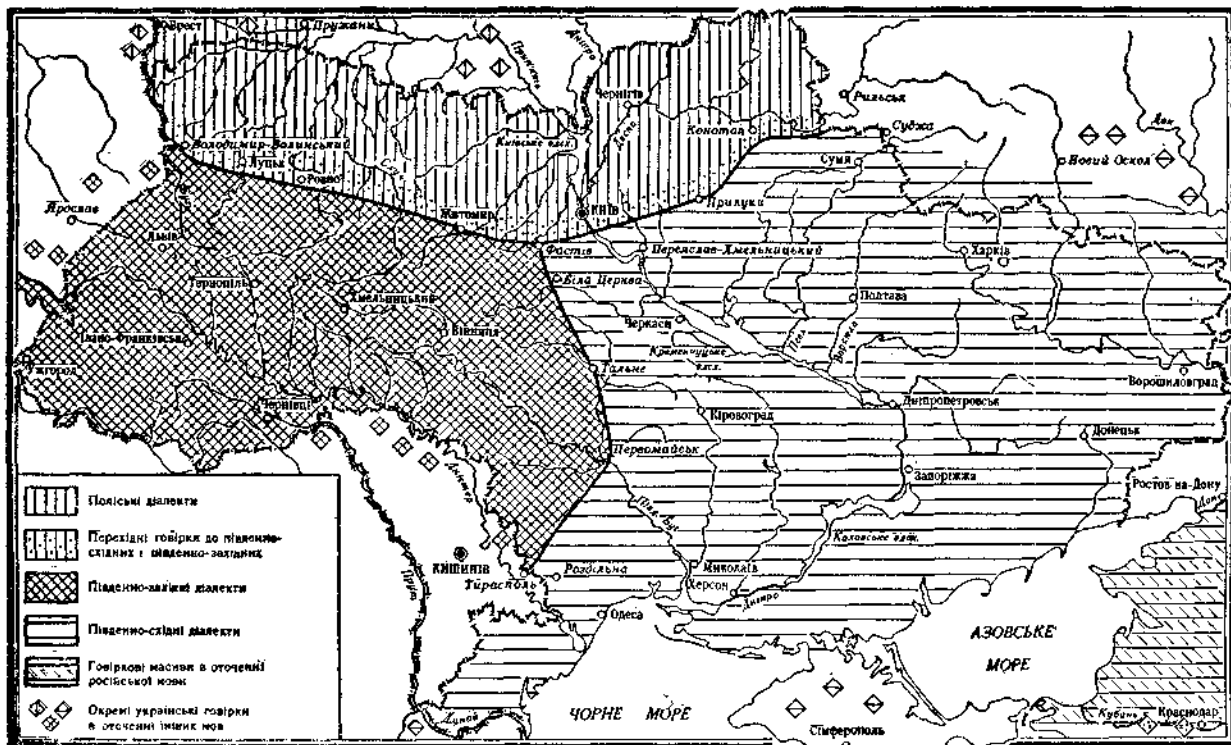 Брест
Пружани
Прип'ять
Дніпро
Чернігів
Рильськ
Дон
Десна
Конотоп
Суджа
Володимир-Волинський
Київське вдсх.
Суми
Новий Оскол
Луцьк
Ровно
Ярослав
КИЇВ
Прилуки
Житомир
Львів
Фастів
Переяслав-Хмельницький
Харків
Тернопіль
Біла Церква
Хмельницький
Полтава
Черкаси
Вінниця
Псел
Ворскла
Івано-Франківськ
Кременчуцьке
вдсх.
Ужгород
Тальне
Ворошиловград
Чернівці
Дніпропетровськ
Кіровоград
Донецьк
Первомайськ
Дністер
Запоріжжя
Ростов-на-Дону
Дон
Поліські діалекти
Півд. Буг
Перехідні говірки до південно-
східних і південно-західних
Каховське вдсх.
КИШИНІВ
Роздільна
Миколаїв
Тирасполь
Херсон
Південно-західні діалекти
Прут
Дніпро
Одеса
Південно-східні діалекти
АЗОВСЬКЕ
МОРЕ
Говіркові масиви в оточенні
російської мови
Окремі українські говірки
в оточенні інших мов
Дунай
ЧОРНЕ МОРЕ
Кубань
Краснодар
Сімферополь